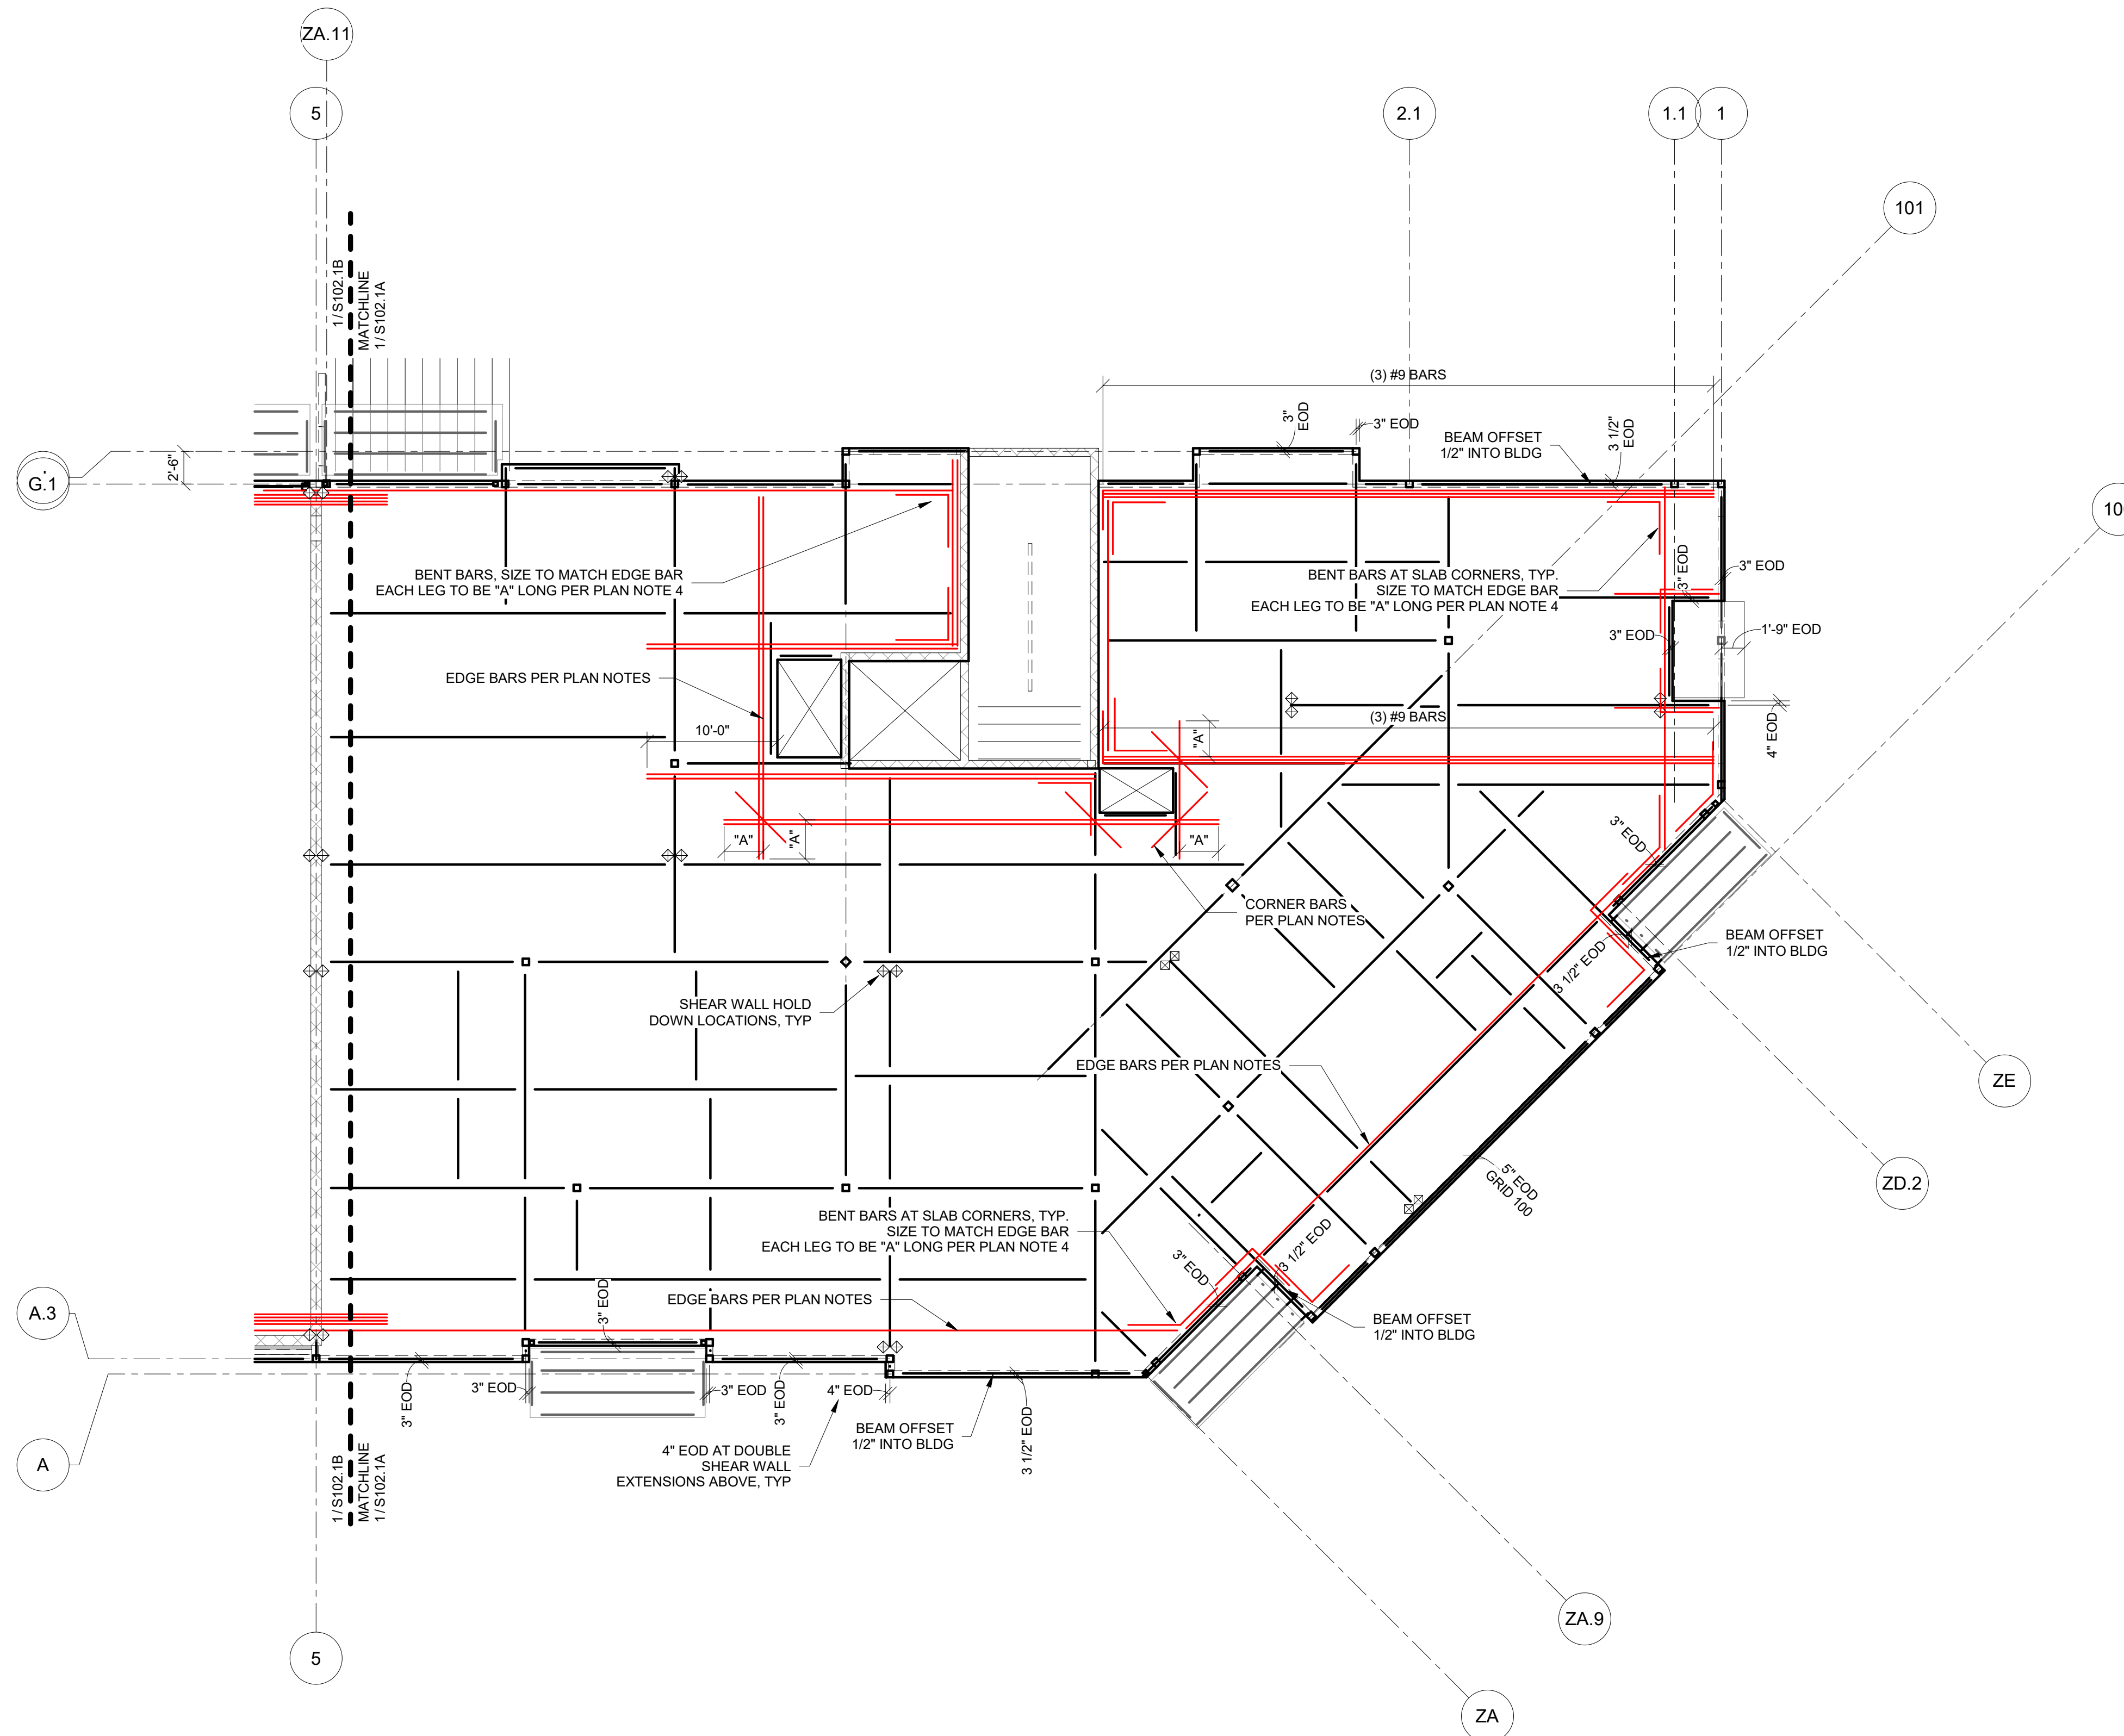 ZA.11
5
2.1
1.1
1
101
1/ S102.1B
MATCHLINE
1/ S102.1A
(3) #9 BARS
3"
EOD
3" EOD
BEAM OFFSET
1/2" INTO BLDG
3 1/2"
EOD
2'-6"
G.1
10
BENT BARS, SIZE TO MATCH EDGE BAR
EACH LEG TO BE "A" LONG PER PLAN NOTE 4
BENT BARS AT SLAB CORNERS, TYP.
SIZE TO MATCH EDGE BAR
EACH LEG TO BE "A" LONG PER PLAN NOTE 4
3" EOD
3" EOD
3" EOD
1'-9" EOD
EDGE BARS PER PLAN NOTES
10'-0"
(3) #9 BARS
"A"
4" EOD
"A"
"A"
"A"
3" EOD
CORNER BARS
PER PLAN NOTES
BEAM OFFSET
1/2" INTO BLDG
3 1/2" EOD
SHEAR WALL HOLD
DOWN LOCATIONS, TYP
EDGE BARS PER PLAN NOTES
ZE
5" EOD
GRID 100
ZD.2
BENT BARS AT SLAB CORNERS, TYP.
SIZE TO MATCH EDGE BAR
EACH LEG TO BE "A" LONG PER PLAN NOTE 4
3" EOD
3 1/2" EOD
A.3
EDGE BARS PER PLAN NOTES
3" EOD
BEAM OFFSET
1/2" INTO BLDG
3" EOD
3" EOD
3" EOD
3" EOD
4" EOD
BEAM OFFSET
1/2" INTO BLDG
3 1/2" EOD
A
4" EOD AT DOUBLE
SHEAR WALL
EXTENSIONS ABOVE, TYP
1/ S102.1B
MATCHLINE
1/ S102.1A
ZA.9
5
ZA